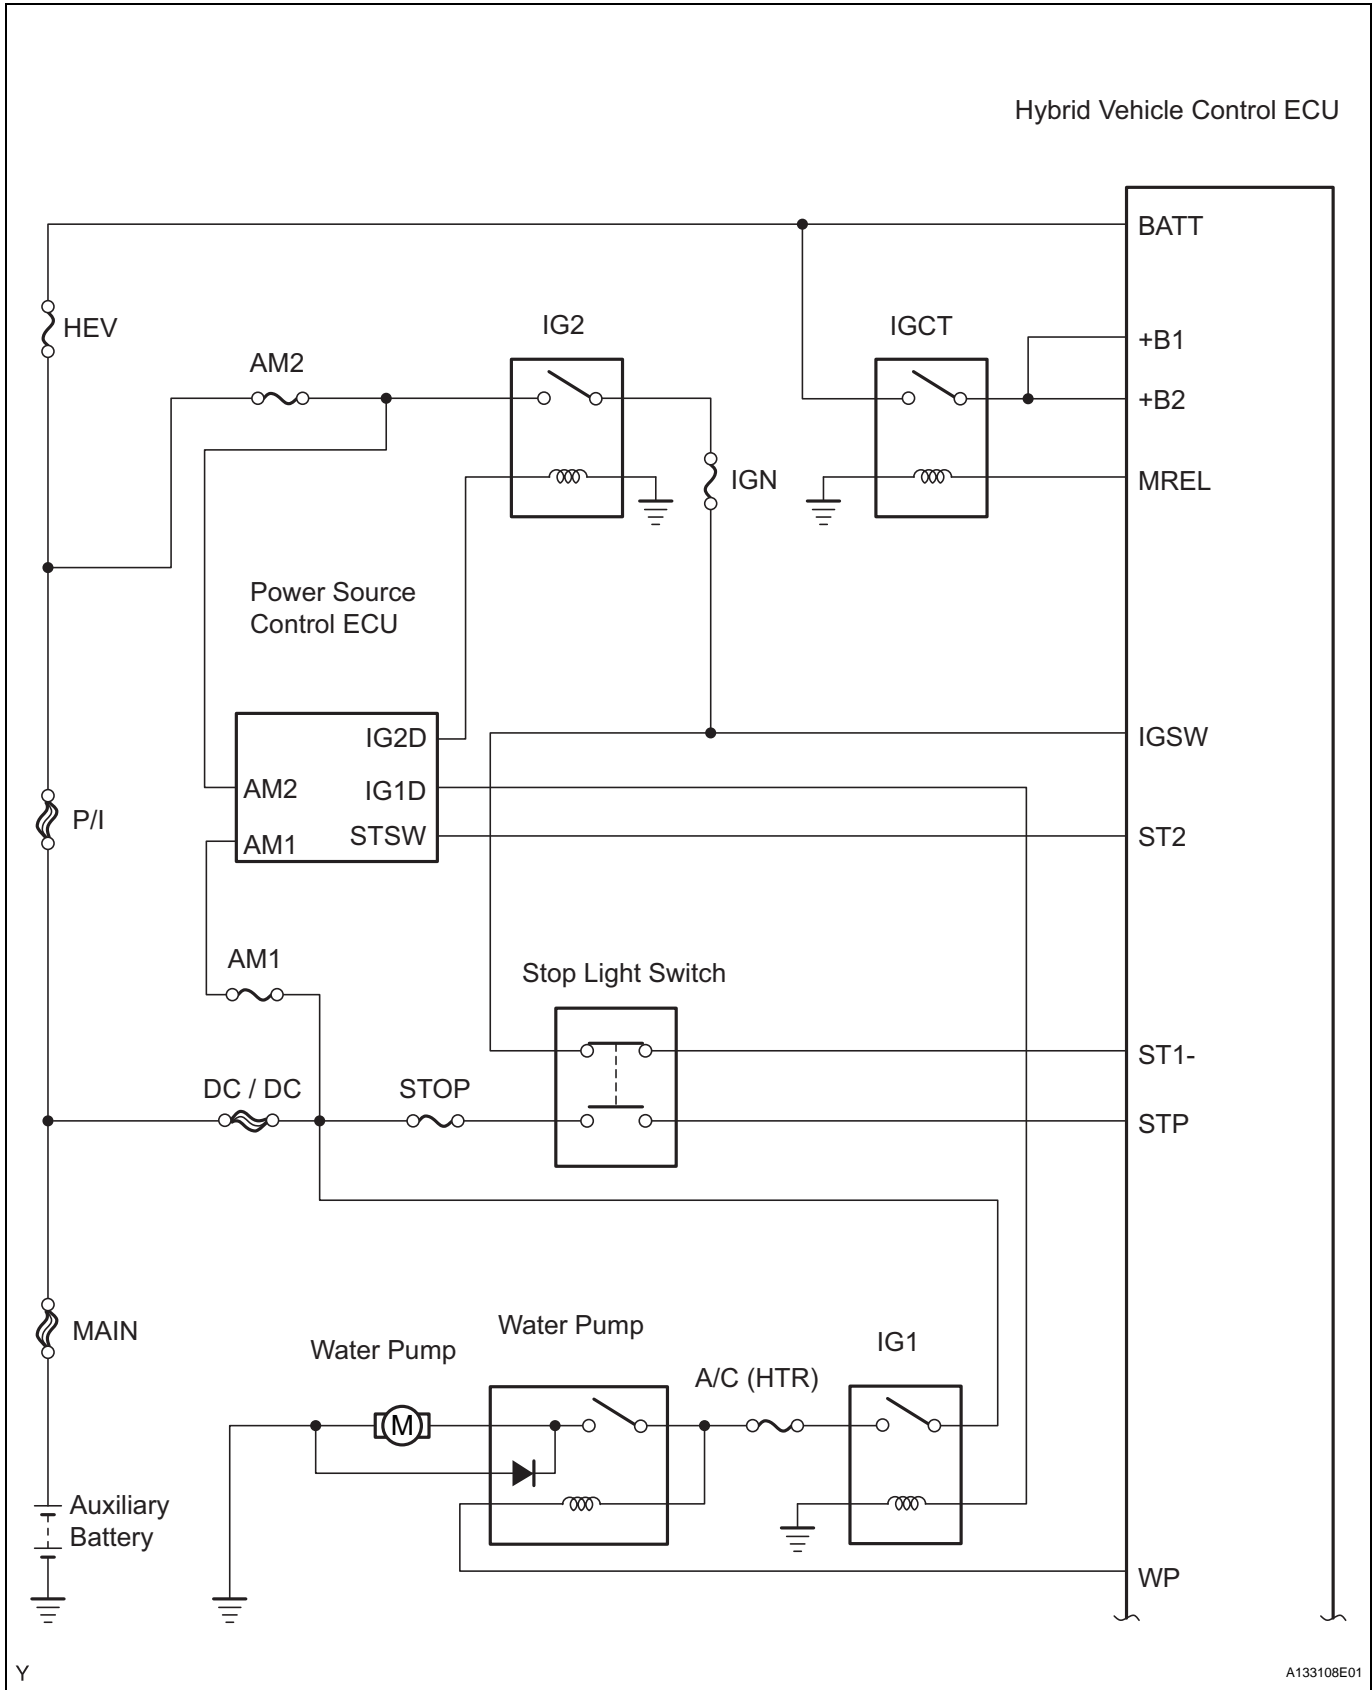 Hybrid Vehicle Control ECU
BATT
HEV
IG2
IGCT
+B1
AM2
+B2
IGN
MREL
Power Source
Control ECU
IG2D
IGSW
AM2
IG1D
P/I
AM1
STSW
ST2
AM1
Stop Light Switch
ST1-
DC / DC
STOP
STP
MAIN
Water Pump
Water Pump
IG1
A/C (HTR)
M
Auxiliary
Battery
WP
Y
A133108E01